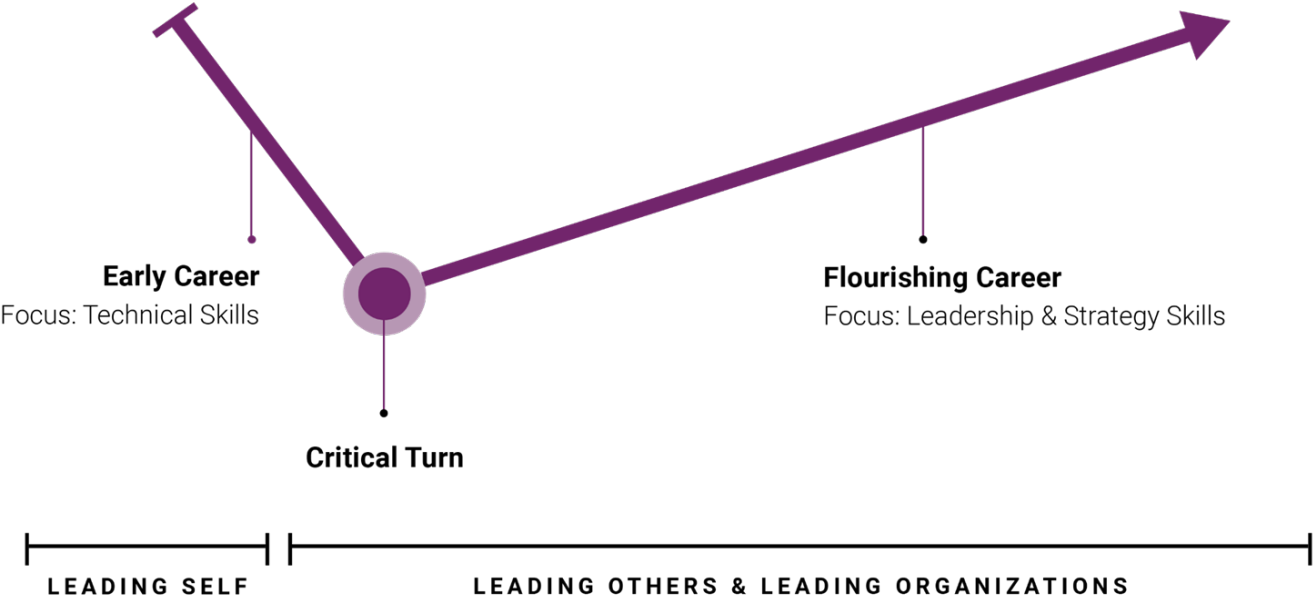 Early Career
Focus: Technical Skills
Flourishing Career
Focus: Leadership & Strategy Skills
Critical Turn
LEADING SELF
LEADING OTHERS & LEADING ORGANIZATIONS